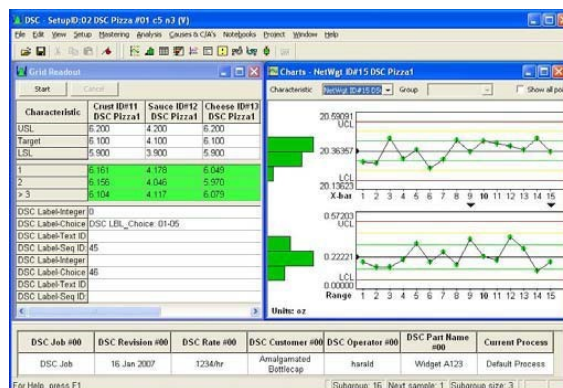 DSC - SetupID:02 DSC Pizza #01 c5 n3 (V)
File Edit View Setup Mastering Analysis Causes & C/A's Notebooks Project Window Help
Grid Readout
Start Cancel
Characteristic Crust ID#11 DSC Pizza1 Sauce ID#12 DSC Pizza1 Cheese ID#13 DSC Pizza1
USL 6.200 4.200 6.200
Target 6.100 4.100 6.100
LSL 5.900 3.900 5.900
1 6.161 4.178 6.049
2 6.156 4.046 5.970
> 3 6.104 4.117 6.079
DSC Label-Integer 0
DSC Label-Choice DSC LBL_Choice: 01-05
DSC Label-Text ID
DSC Label-Seq ID: 45
DSC Label-Integer
DSC Label-Choice 46
DSC Label-Text ID
DSC Label-Seq ID:
Charts - NetWgt ID#15 DSC Pizza1
Characteristic NetWgt ID#15 DS Group Show all poi
20.59091
UCL
20.36357
LCL
20.13623
X-bar 1 2 3 4 5 6 7 8 9 10 11 12 13 14 15
0.57203
UCL
0.22221
LCL
0.00000
Range 1 2 3 4 5 6 7 8 9 10 11 12 13 14 15
Units: oz
DSC Job #00 DSC Revision #00 DSC Rate #00 DSC Customer #00 DSC Operator #00 DSC Part Name #00 Current Process
DSC Job 16 Jan 2007 1234/hr Amalgamated Bottlecap harald Widget A123 Default Process
For Help, press F1 Subgroup: 16 Next sample: 1 Subgroup size: 3